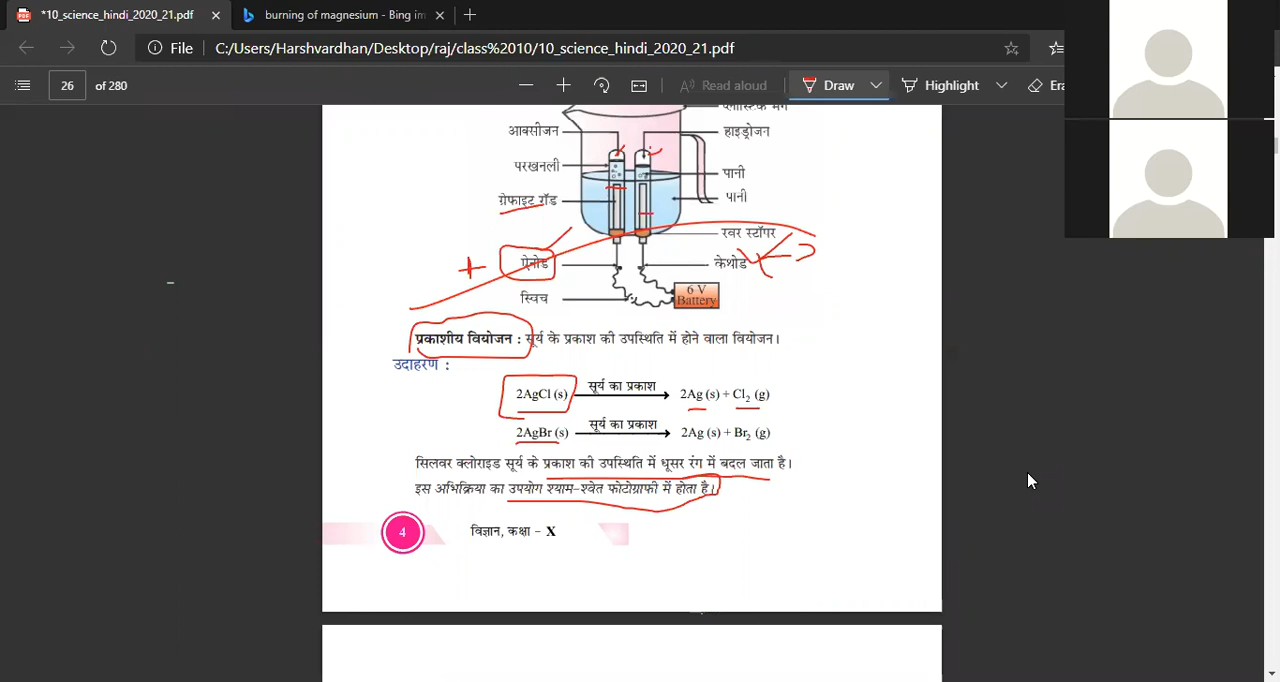 *10_science_hindi_2020_21.pdf
burning of magnesium - Bing im
File
C:/Users/Harshvardhan/Desktop/raj/class%2010/10_science_hindi_2020_21.pdf
26 of 280
Read aloud
Draw
Highlight
Era
आक्सीजन
हाइड्रोजन
परखनली
पानी
ग्रेफाइट रॉड
पानी
रबर स्टॉपर
ऐनोड
केथोड
स्विच
6 V
Battery
प्रकाशीय वियोजन : सूर्य के प्रकाश की उपस्थिति में होने वाला वियोजन।
उदाहरण :
2AgCl (s) सूर्य का प्रकाश 2Ag (s) + Cl₂ (g)
2AgBr (s) सूर्य का प्रकाश 2Ag (s) + Br₂ (g)
सिलवर क्लोराइड सूर्य के प्रकाश की उपस्थिति में धूसर रंग में बदल जाता है।
इस अभिक्रिया का उपयोग श्याम-श्वेत फोटोग्राफी में होता है।
4
विज्ञान, कक्षा - X